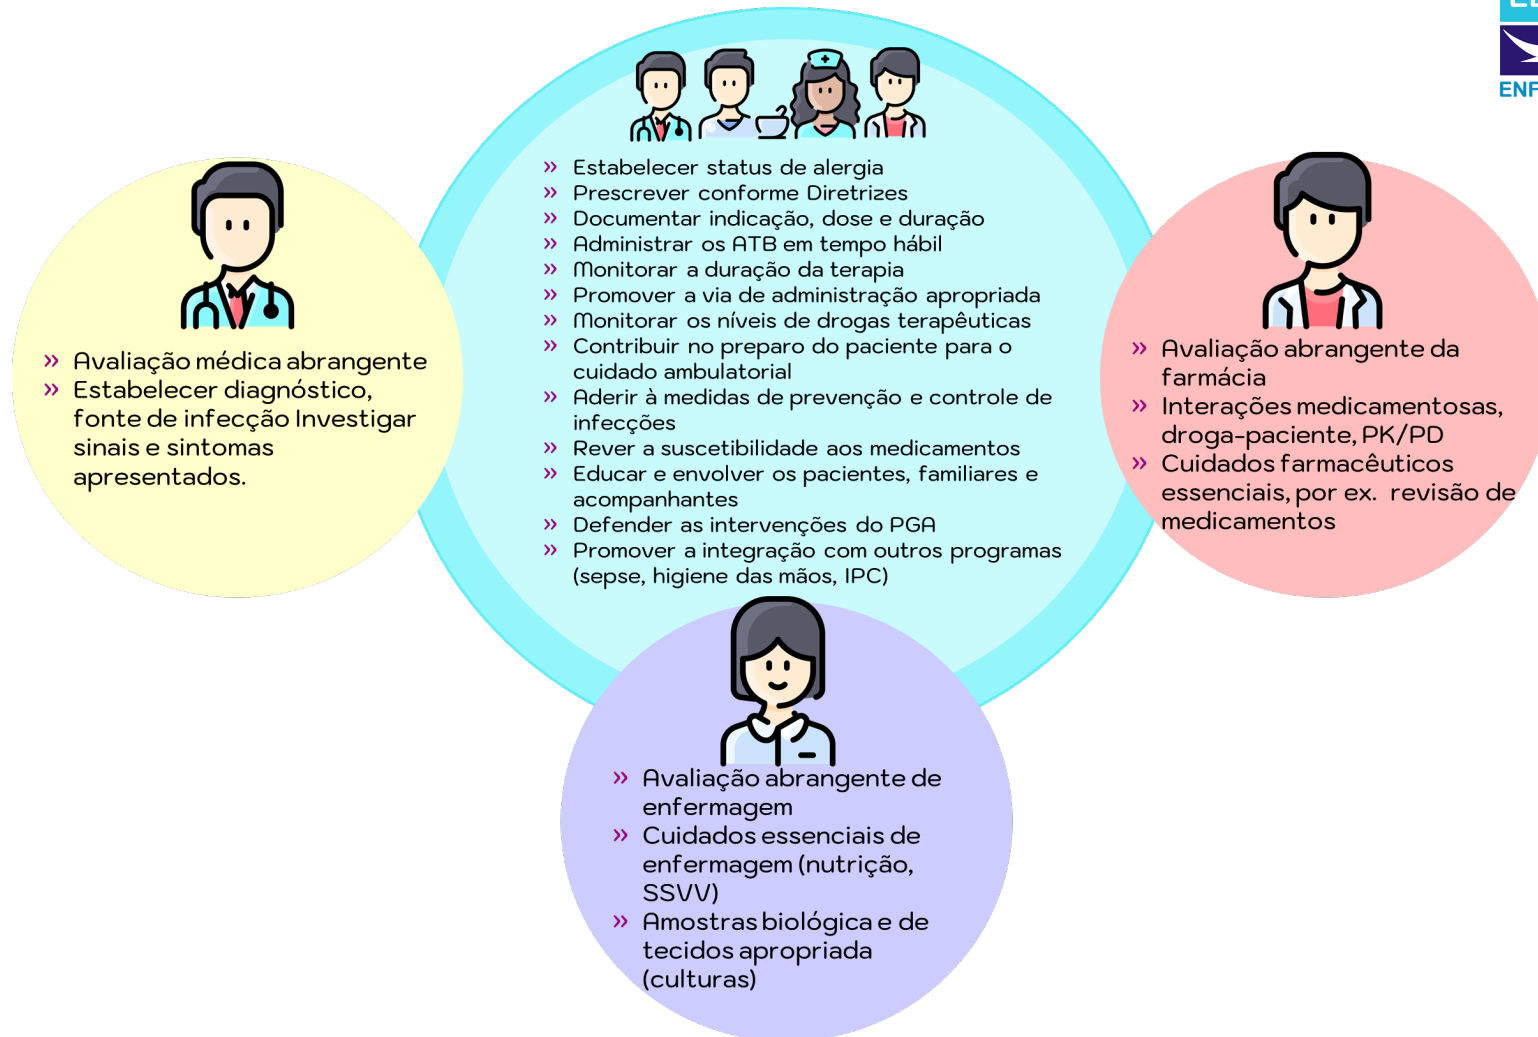 » Estabelecer status de alergia
» Prescrever conforme Diretrizes
» Documentar indicação, dose e duração
» Administrar os ATB em tempo hábil
» Monitorar a duração da terapia
» Promover a via de administração apropriada
» Monitorar os níveis de drogas terapêuticas
» Contribuir no preparo do paciente para o
cuidado ambulatorial
» Aderir à medidas de prevenção e controle de
infecções
» Rever a suscetibilidade aos medicamentos
» Educar e envolver os pacientes, familiares e
acompanhantes
» Defender as intervenções do PGA
» Promover a integração com outros programas
(sepse, higiene das mãos, IPC)
» Avaliação médica abrangente
» Estabelecer diagnóstico,
fonte de infecção Investigar
sinais e sintomas
apresentados.
» Avaliação abrangente da
farmácia
» Interações medicamentosas,
droga-paciente, PK/PD
» Cuidados farmacêuticos
essenciais, por ex. revisão de
medicamentos
» Avaliação abrangente de
enfermagem
» Cuidados essenciais de
enfermagem (nutrição,
SSVV)
» Amostras biológica e de
tecidos apropriada
(culturas)